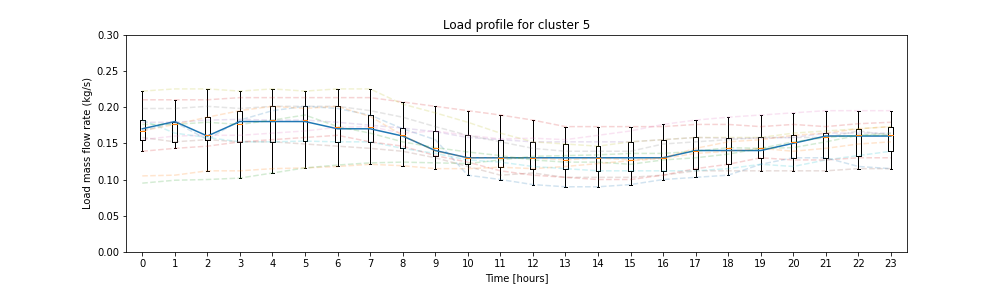 Load profile for cluster 5
Load mass flow rate (kg/s)
0.30
0.25
0.20
0.15
0.10
0.05
0.00
0 1 2 3 4 5 6 7 8 9 10 11 12 13 14 15 16 17 18 19 20 21 22 23
Time [hours]